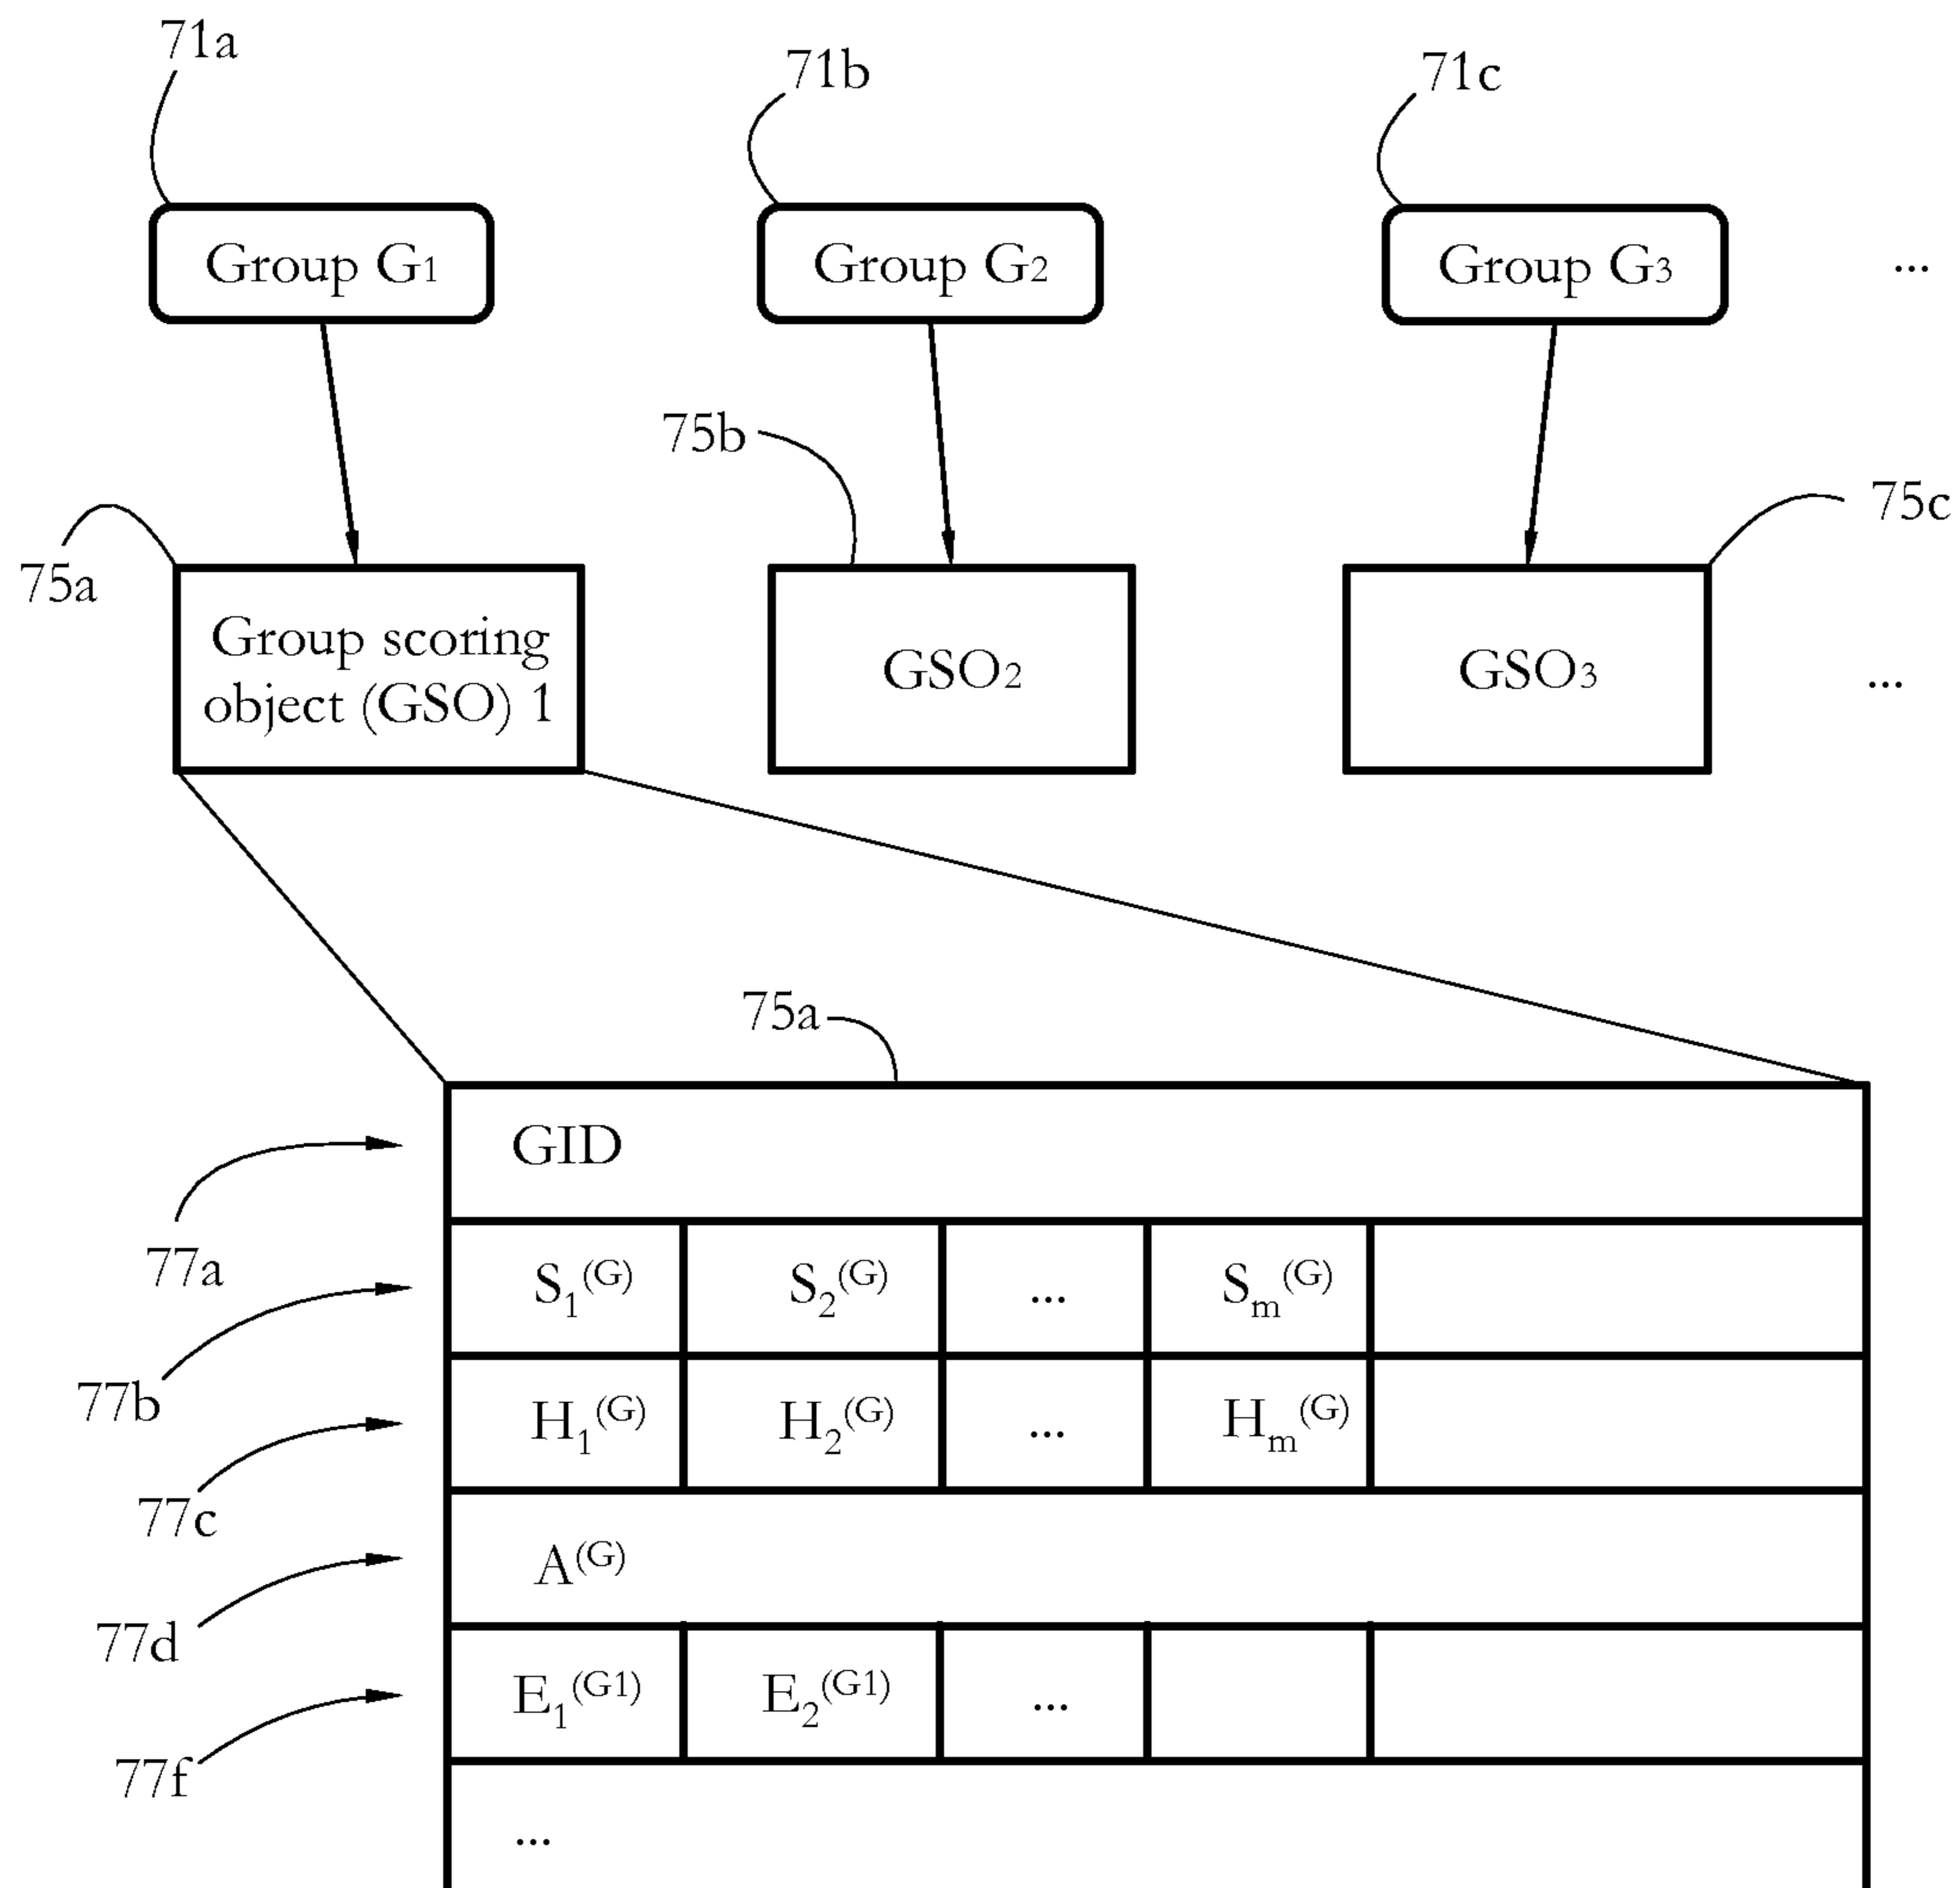 71a
71b
71c
Group G1
Group G2
Group G3
...
75b
75c
75a
Group scoring
object (GSO) 1
GSO2
GSO3
...
75a
GID
77a
S1(G)
S2(G)
...
Sm(G)
77b
H1(G)
H2(G)
...
Hm(G)
77c
A(G)
77d
E1(G1)
E2(G1)
...
77f
...